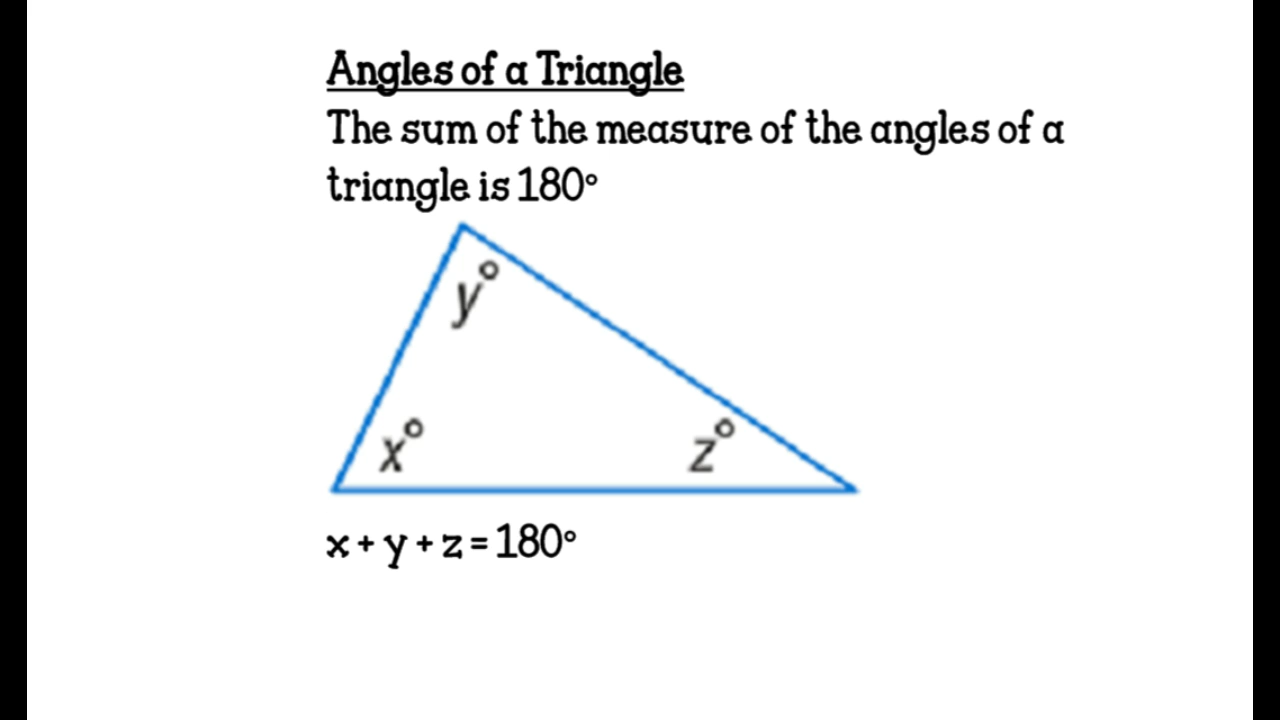 Angles of a Triangle
The sum of the measure of the angles of a
triangle is 180°
y°
x°
z°
x + y + z = 180°